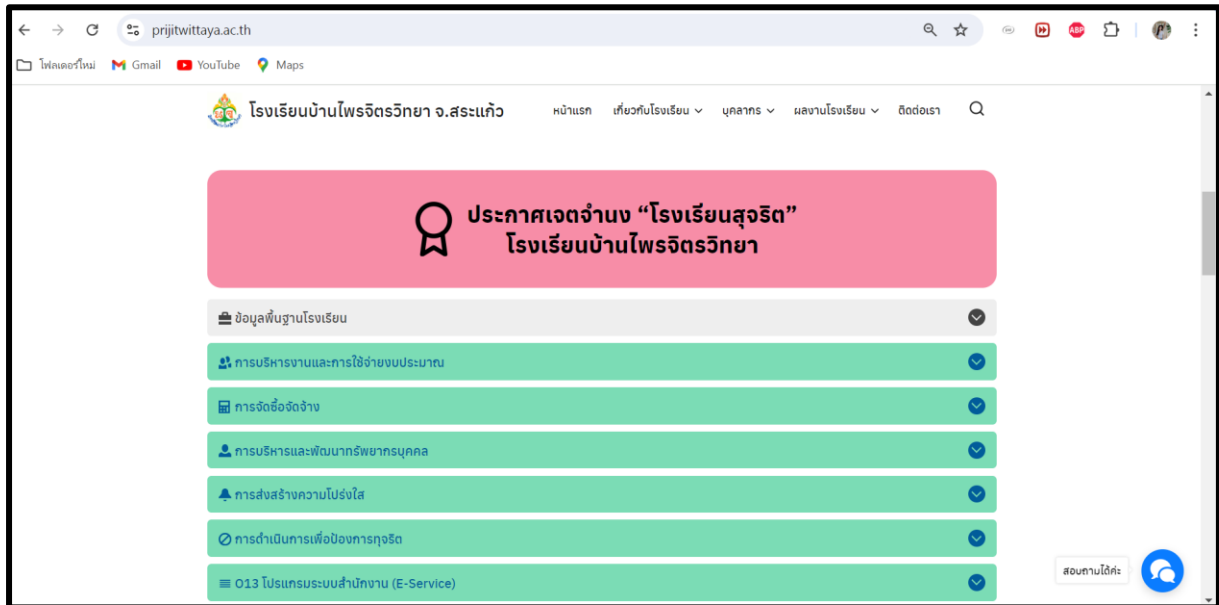 prijitwittaya.ac.th
โฟลเดอร์ใหม่ Gmail YouTube Maps
ABP
โรงเรียนบ้านไพรจิตรวิทยา จ.สระแก้ว หน้าแรก เกี่ยวกับโรงเรียน บุคลากร ผลงานโรงเรียน ติดต่อเรา
ประกาศเจตจำนง “โรงเรียนสุจริต”
โรงเรียนบ้านไพรจิตรวิทยา
ข้อมูลพื้นฐานโรงเรียน
การบริหารงานและการใช้จ่ายงบประมาณ
การจัดซื้อจัดจ้าง
การบริหารและพัฒนาทรัพยากรบุคคล
การส่งสร้างความโปร่งใส
การดำเนินการเพื่อป้องการทุจริต
O13 โปรแกรมระบบสำนักงาน (E-Service)
สอบถามได้ค่ะ